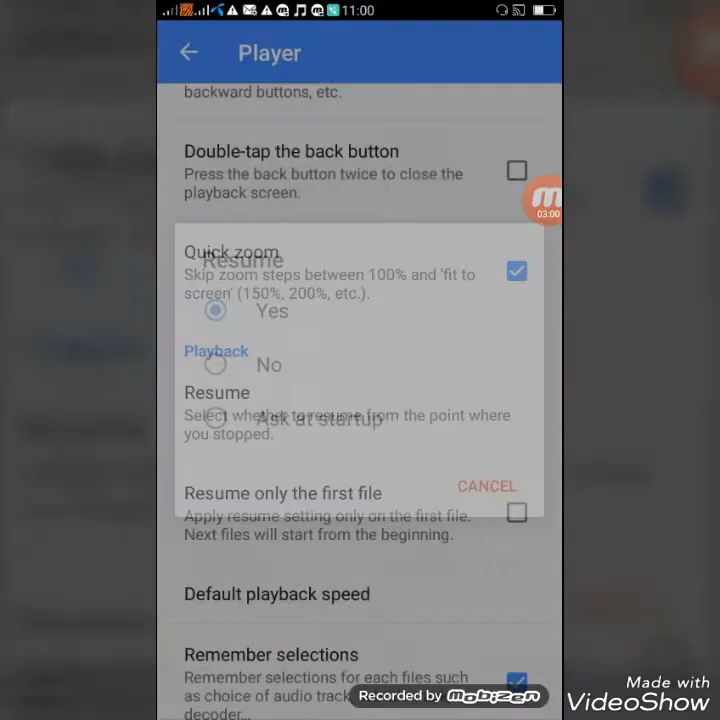 11:00
Player
backward buttons, etc.
Double-tap the back button
Press the back button twice to close the
playback screen.
03:00
Quick zoom
Skip zoom steps between 100% and 'fit to
screen' (150%, 200%, etc.).
Resume
Yes
No
Ask at startup
CANCEL
Playback
Resume
Select whether to resume from the point where
you stopped.
Resume only the first file
Apply resume setting only on the first file.
Next files will start from the beginning.
Default playback speed
Remember selections
Remember selections for each files such
as choice of audio track
decoder...
Recorded by mobizen
Made with
VideoShow